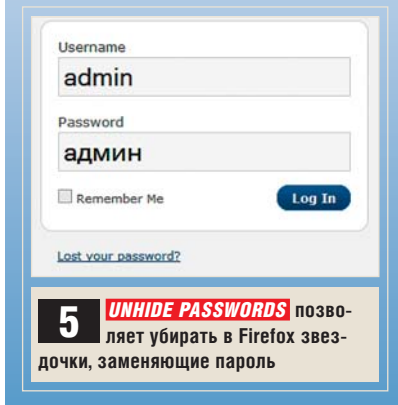 Username
admin
Password
админ
Remember Me
Log In
Lost your password?
5
UNHIDE PASSWORDS позво-
ляет убирать в Firefox звез-
дочки, заменяющие пароль